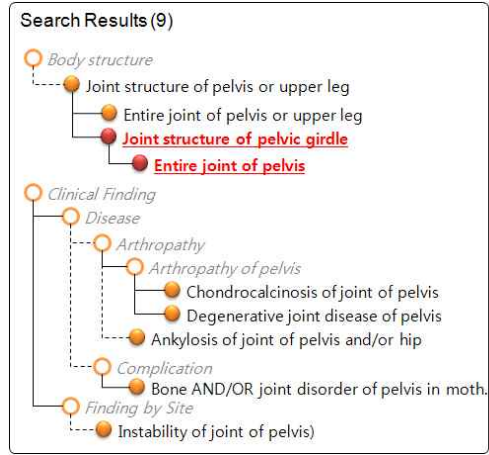 Search Results (9)
Body structure
Joint structure of pelvis or upper leg
Entire joint of pelvis or upper leg
Joint structure of pelvic girdle
Entire joint of pelvis
Clinical Finding
Disease
Arthropathy
Arthropathy of pelvis
Chondrocalcinosis of joint of pelvis
Degenerative joint disease of pelvis
Ankylosis of joint of pelvis and/or hip
Complication
Bone AND/OR joint disorder of pelvis in moth.
Finding by Site
Instability of joint of pelvis)